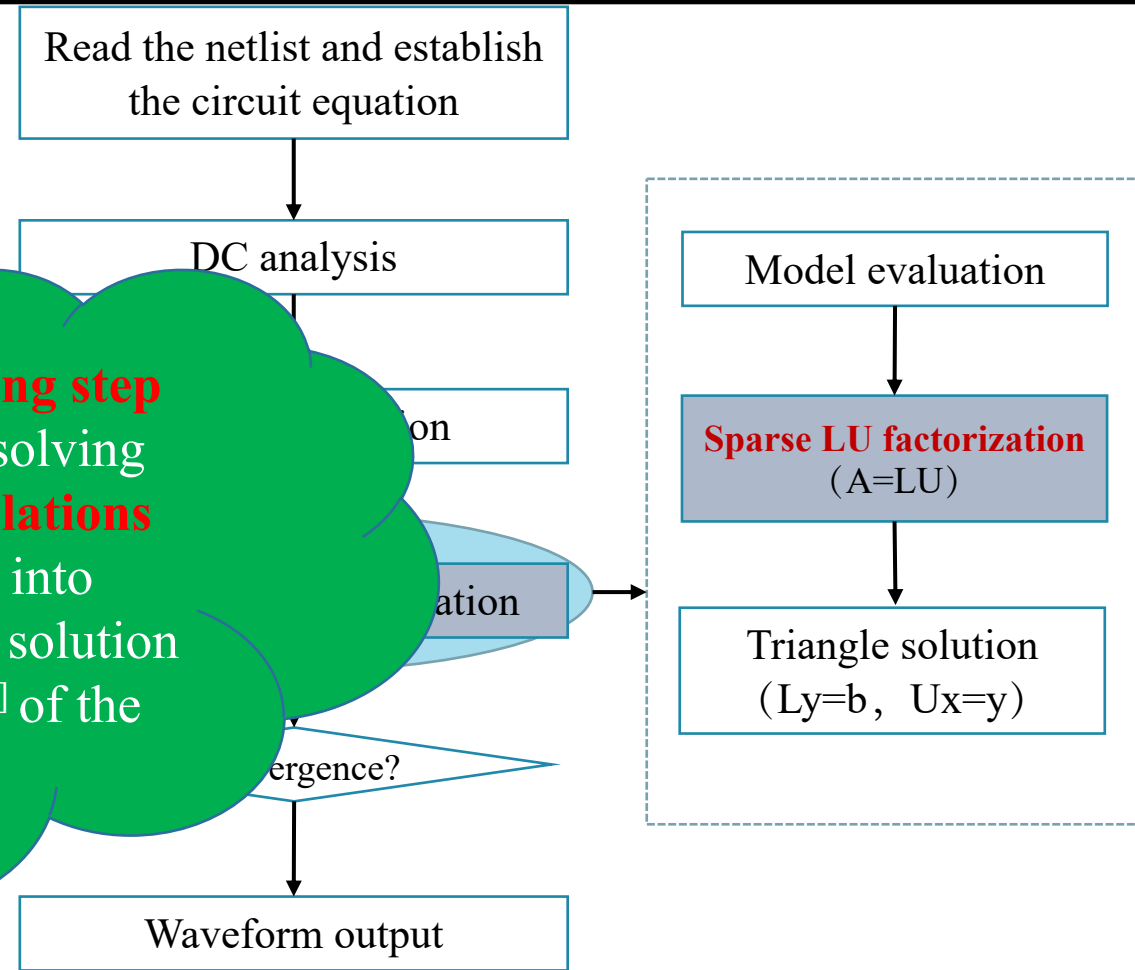 Read the netlist and establish
the circuit equation
DC analysis
on
ation
ergence?
Waveform output
ng step
solving
lations
into
solution
] of the
Model evaluation
Sparse LU factorization
（A=LU）
Triangle solution
（Ly=b，Ux=y）